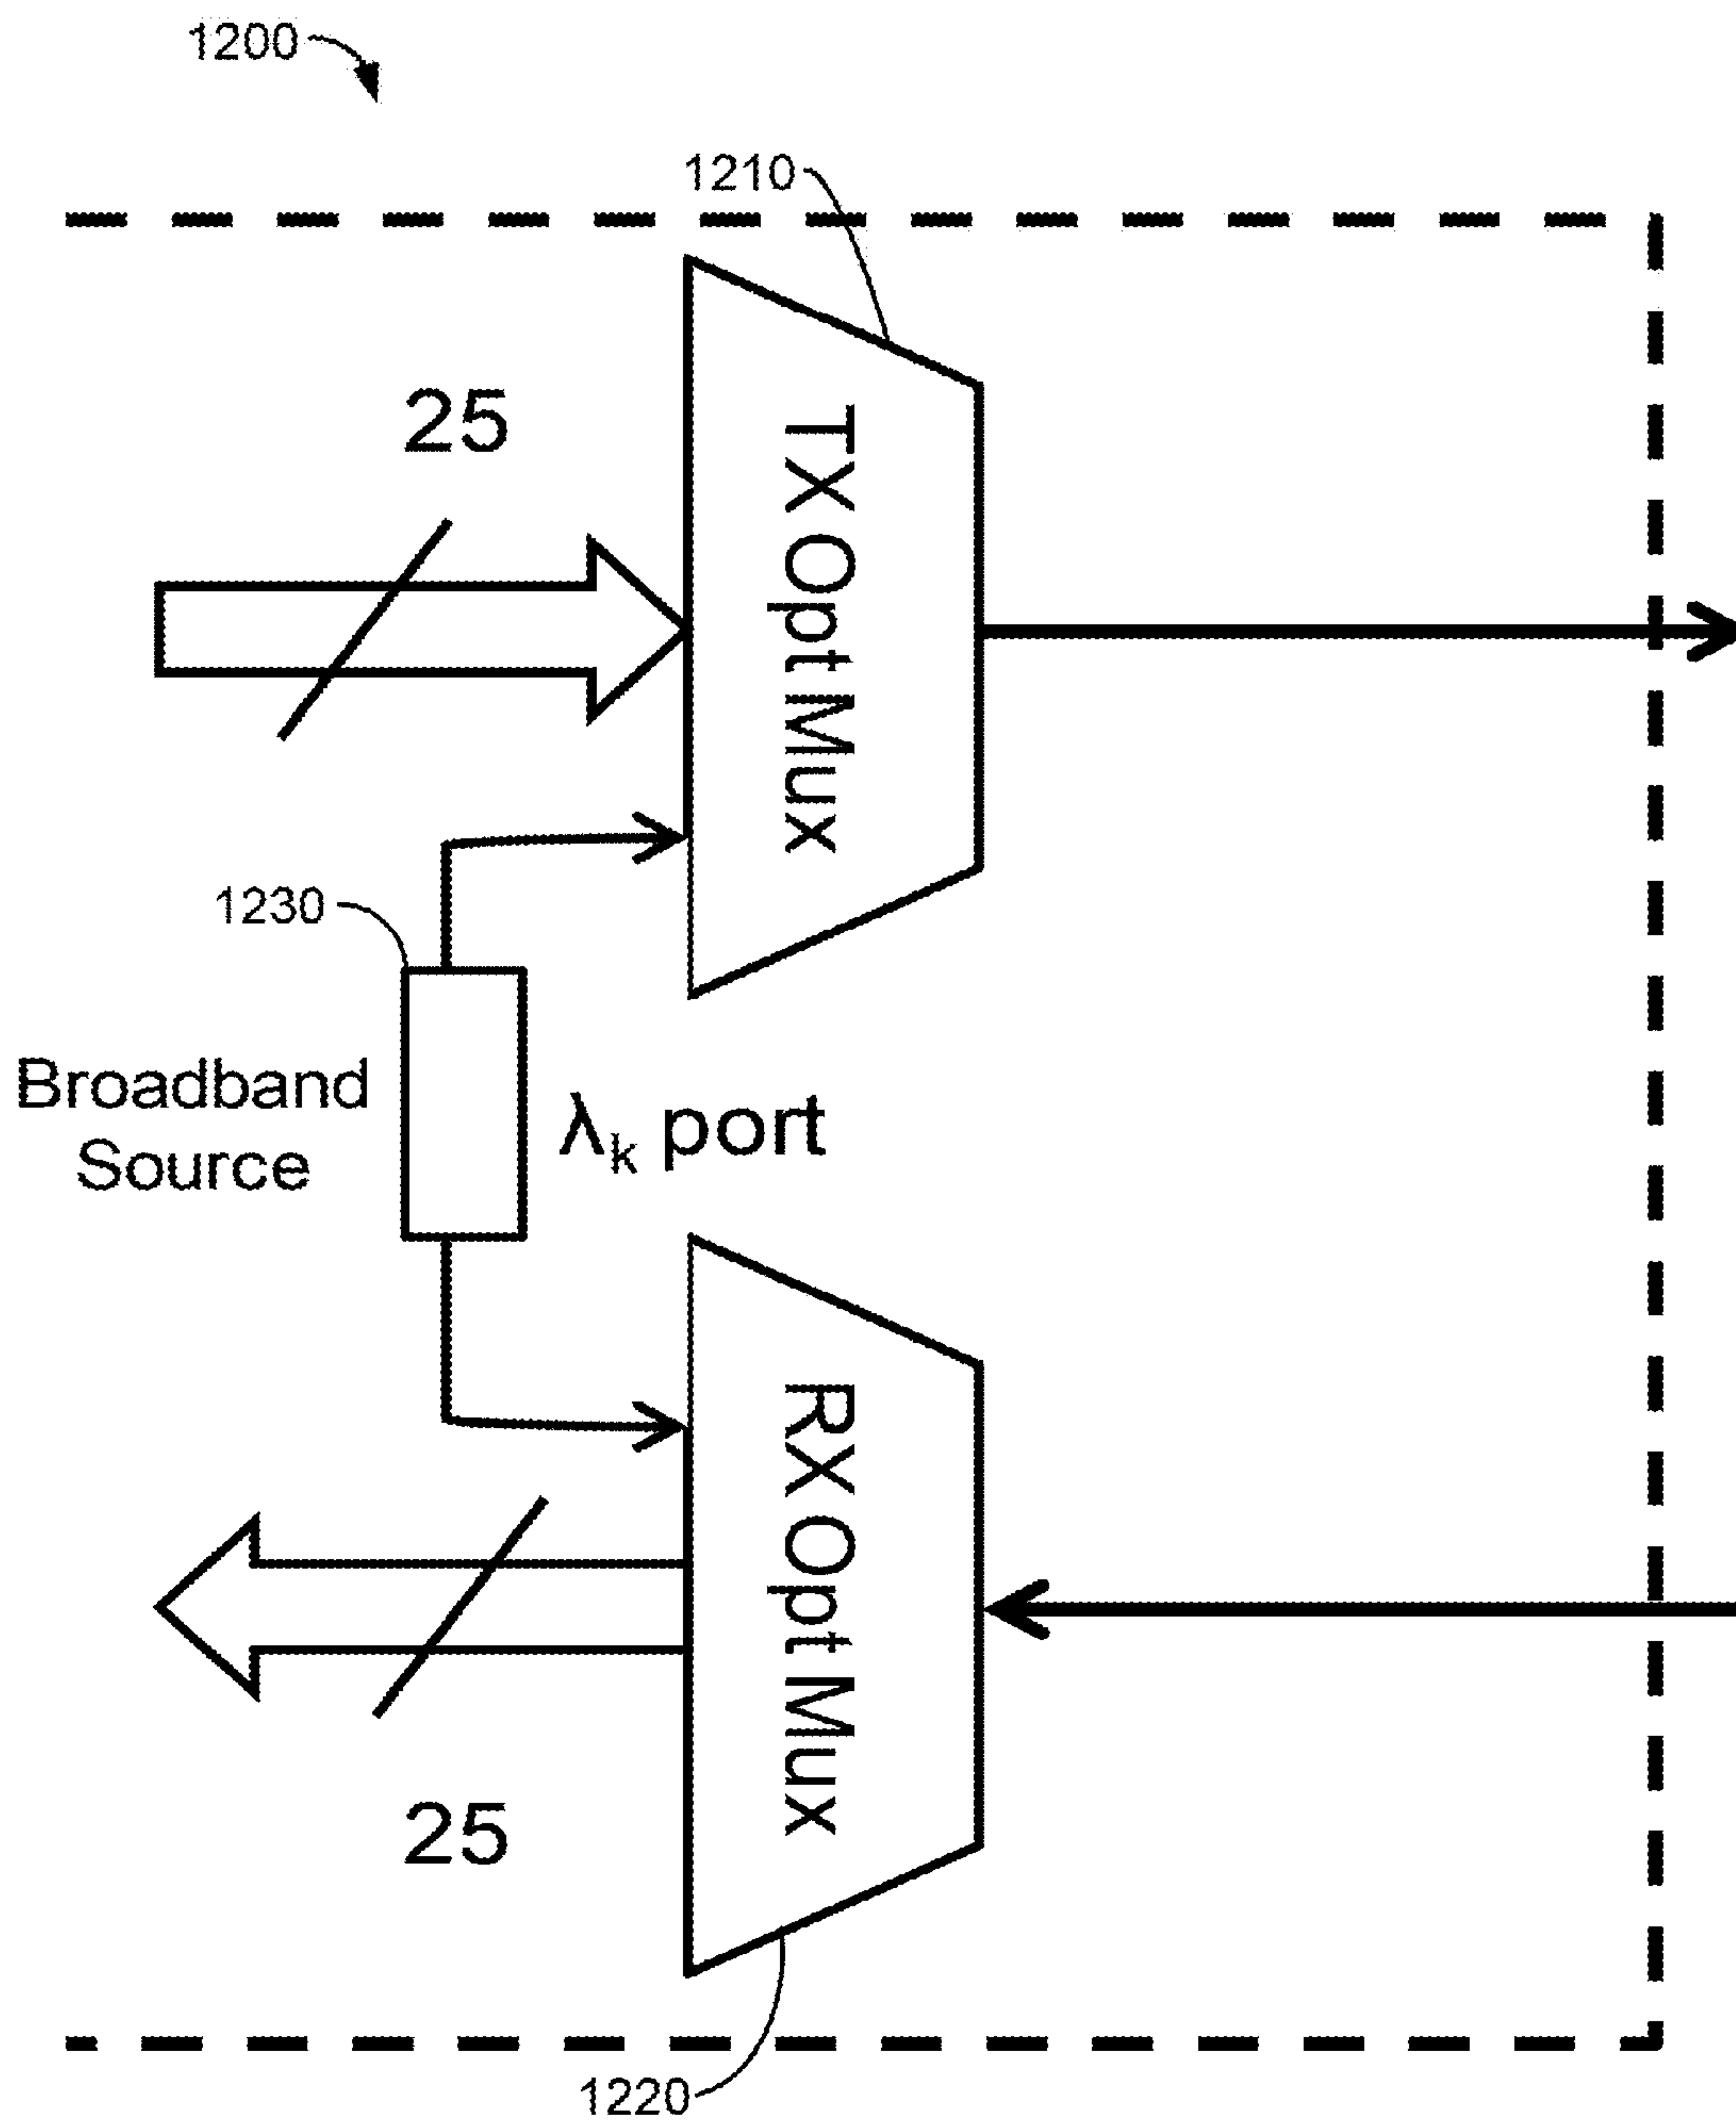 1200
1210
25
TX Opt Mux
1230
Broadband
Source
λk port
RX Opt Mux
25
1220